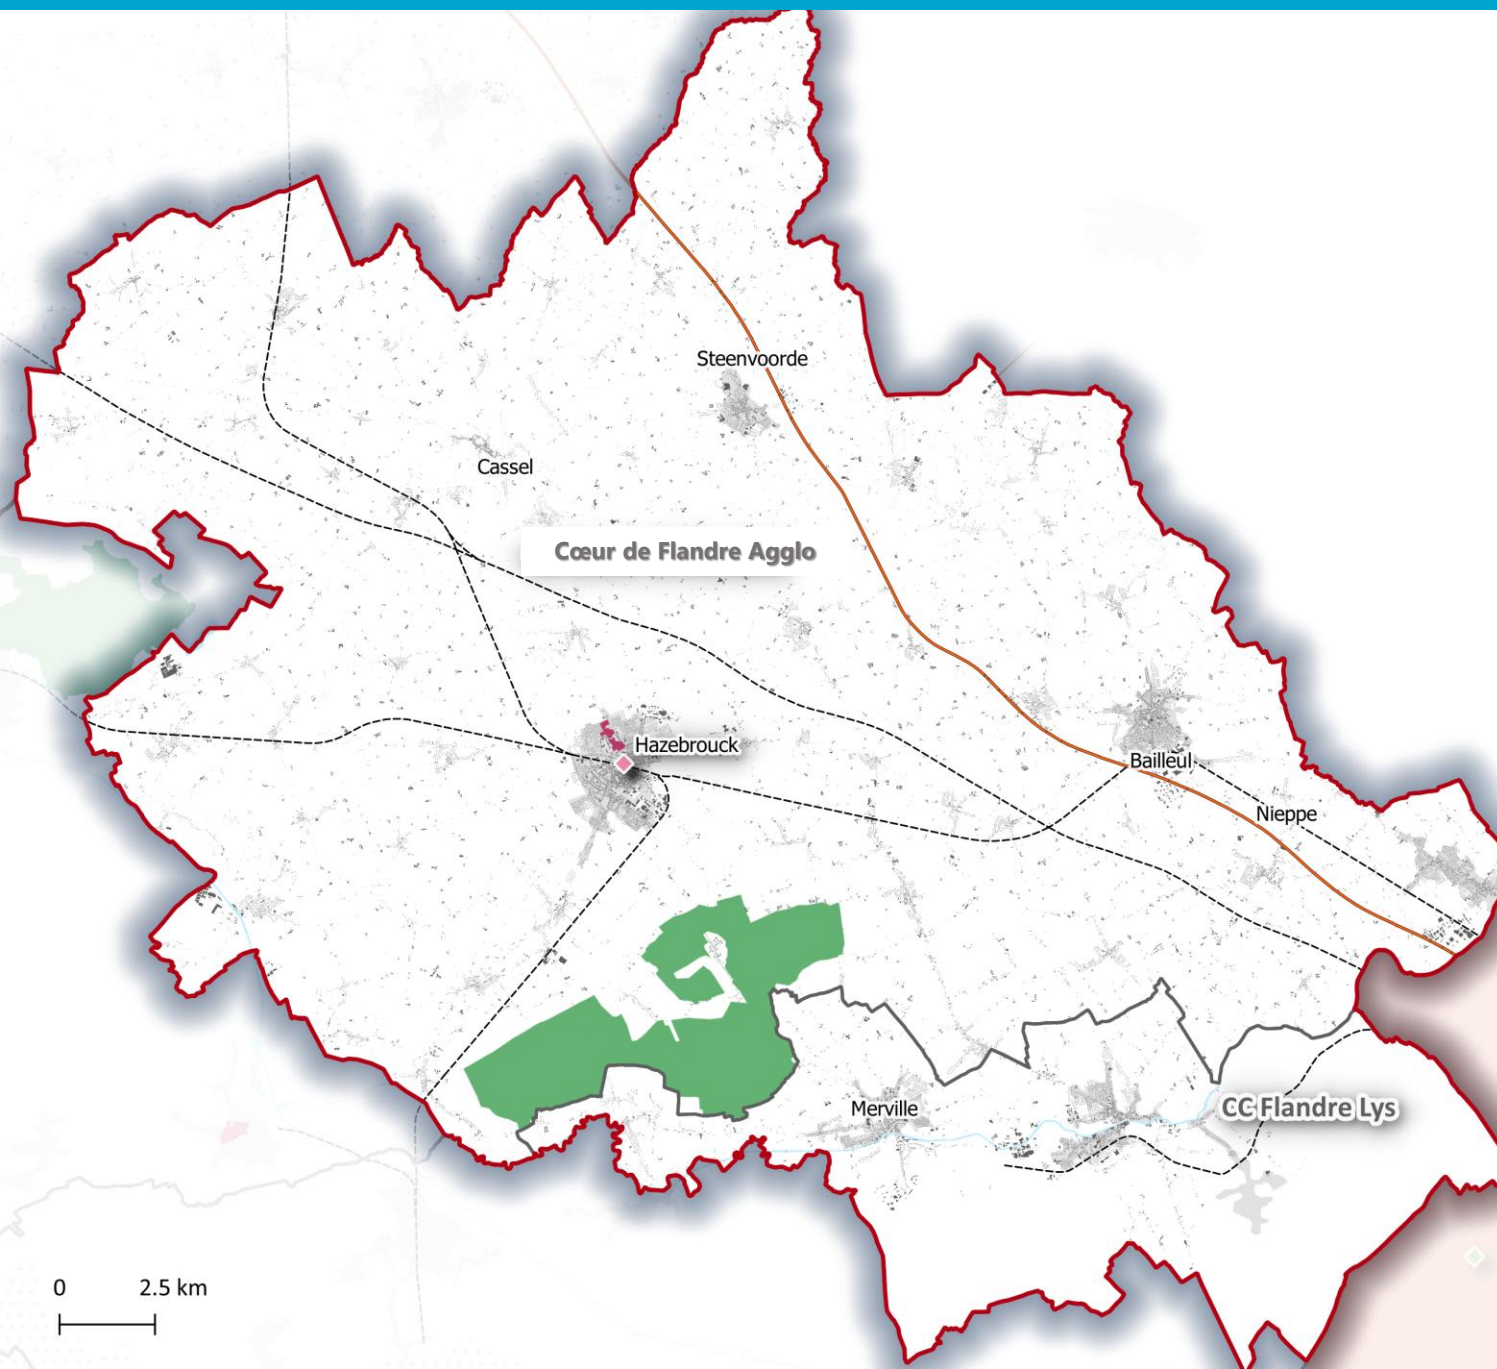 Steenvoorde
Cassel
Cœur de Flandre Agglo
Hazebrouck
Bailleul
Nieppe
Merville
CC Flandre Lys
0 2.5 km